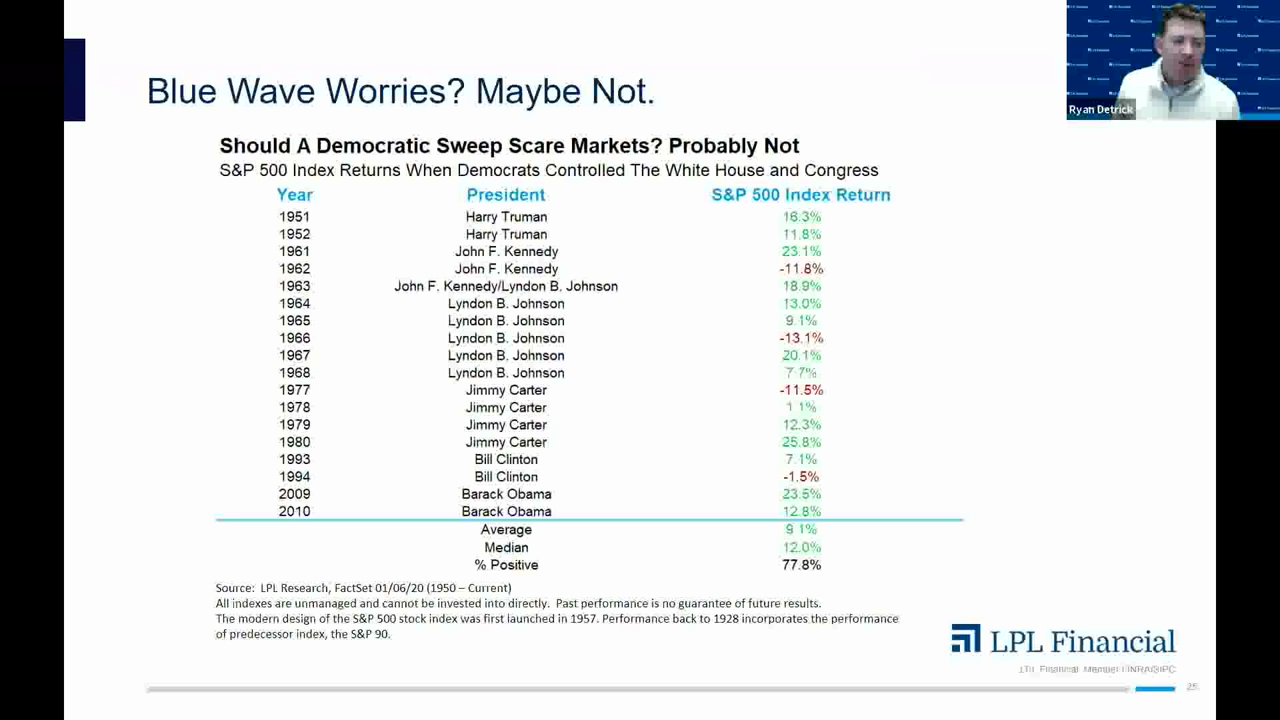 Blue Wave Worries? Maybe Not.
Ryan Detrick
Should A Democratic Sweep Scare Markets? Probably Not
S&P 500 Index Returns When Democrats Controlled The White House and Congress
Year President S&P 500 Index Return
1951 Harry Truman 16.3%
1952 Harry Truman 11.8%
1961 John F. Kennedy 23.1%
1962 John F. Kennedy -11.8%
1963 John F. Kennedy/Lyndon B. Johnson 18.9%
1964 Lyndon B. Johnson 13.0%
1965 Lyndon B. Johnson 9.1%
1966 Lyndon B. Johnson -13.1%
1967 Lyndon B. Johnson 20.1%
1968 Lyndon B. Johnson 7.7%
1977 Jimmy Carter -11.5%
1978 Jimmy Carter 1.1%
1979 Jimmy Carter 12.3%
1980 Jimmy Carter 25.8%
1993 Bill Clinton 7.1%
1994 Bill Clinton -1.5%
2009 Barack Obama 23.5%
2010 Barack Obama 12.8%
Average 9.1%
Median 12.0%
% Positive 77.8%
Source: LPL Research, FactSet 01/06/20 (1950 – Current)
All indexes are unmanaged and cannot be invested into directly. Past performance is no guarantee of future results.
The modern design of the S&P 500 stock index was first launched in 1957. Performance back to 1928 incorporates the performance
of predecessor index, the S&P 90.
LPL Financial
LPL Financial Member FINRA/SIPC
25